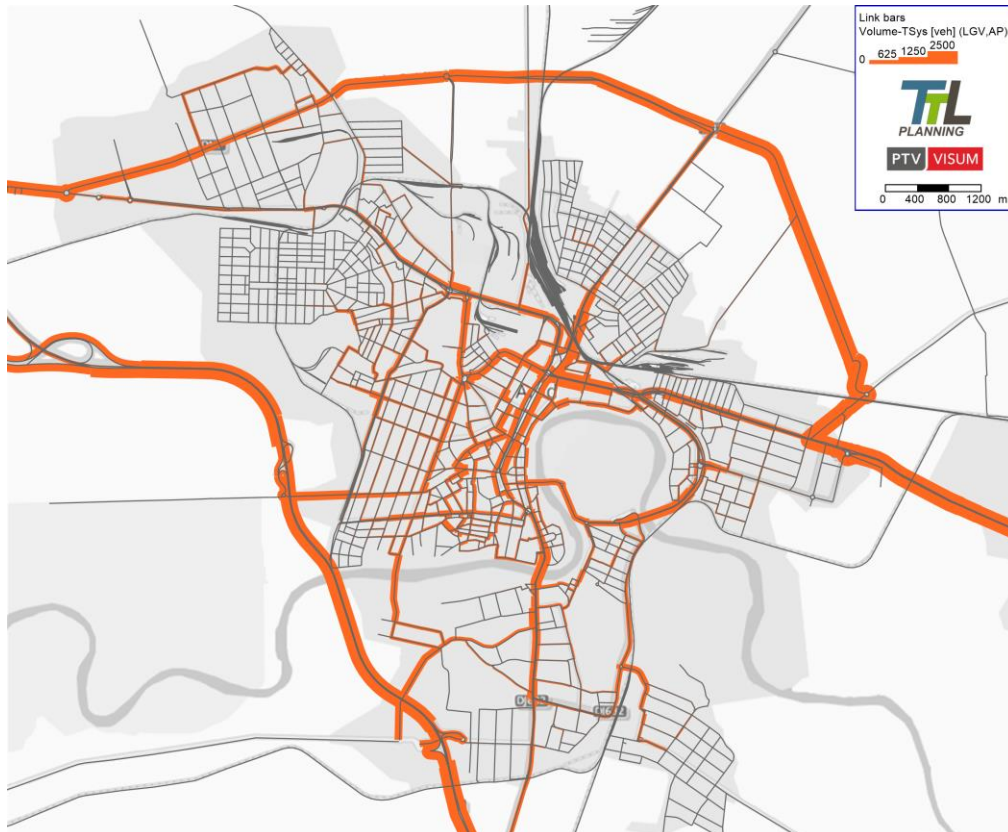 Link bars
Volume-TSys [veh] (LGV,AP)
0 625 1250 2500
TTL
PLANNING
PTV VISUM
0 400 800 1200 m
A C